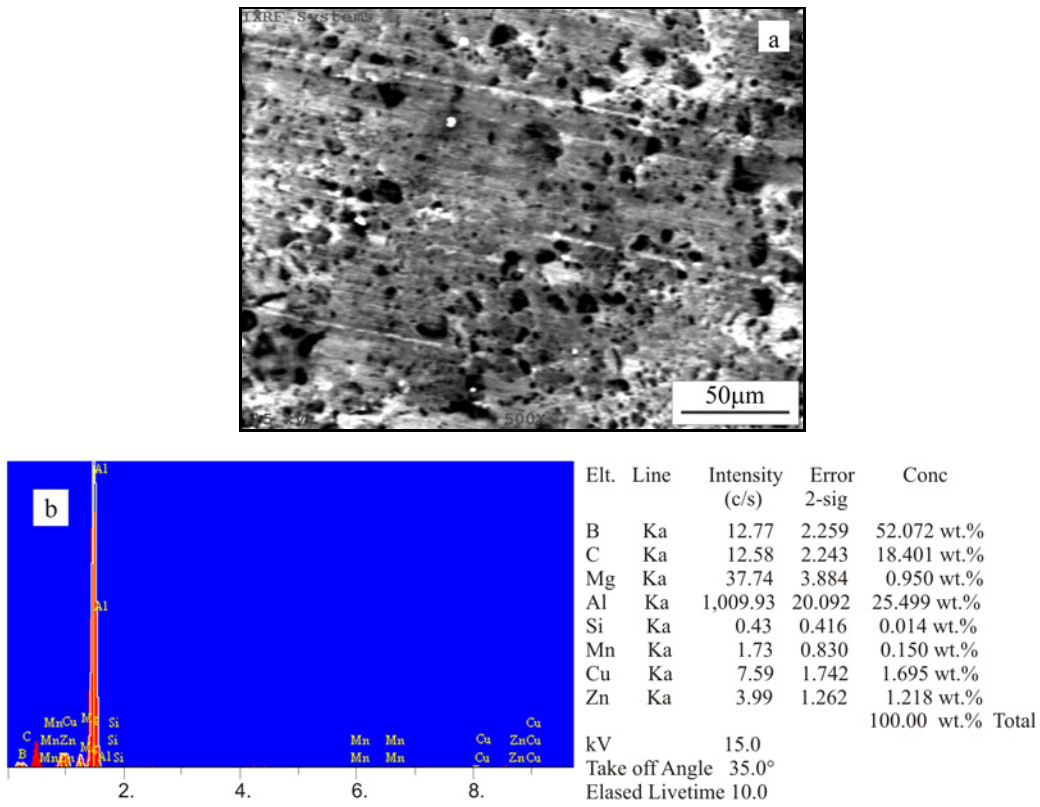 IXRF Systems
a
50μm
500X
b
Elt. Line Intensity Error Conc
(c/s) 2-sig
B Ka 12.77 2.259 52.072 wt.%
C Ka 12.58 2.243 18.401 wt.%
Mg Ka 37.74 3.884 0.950 wt.%
Al Ka 1,009.93 20.092 25.499 wt.%
Si Ka 0.43 0.416 0.014 wt.%
Mn Ka 1.73 0.830 0.150 wt.%
Cu Ka 7.59 1.742 1.695 wt.%
Zn Ka 3.99 1.262 1.218 wt.%
100.00 wt.% Total
kV 15.0
Take off Angle 35.0°
Elased Livetime 10.0
Al
Al
MnCu Si Cu
C MnZn Si Mn Mn Cu ZnCu
B Mn Al Si Mn Mn Cu ZnCu
2. 4. 6. 8.